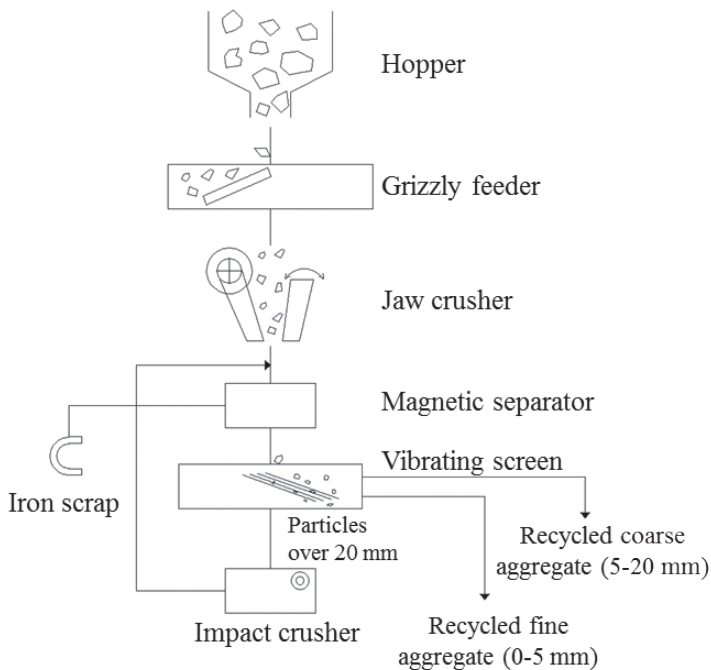 Hopper
Grizzly feeder
Jaw crusher
Magnetic separator
Vibrating screen
Iron scrap
Particles
over 20 mm
Recycled coarse
aggregate (5-20 mm)
Impact crusher
Recycled fine
aggregate (0-5 mm)